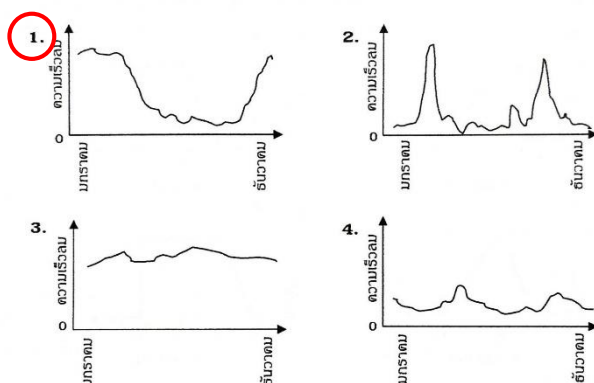 1.
ความเร็วลม
0
มกราคม
ธันวาคม
2.
ความเร็วลม
0
มกราคม
ธันวาคม
3.
ความเร็วลม
0
มกราคม
ธันวาคม
4.
ความเร็วลม
0
มกราคม
ธันวาคม